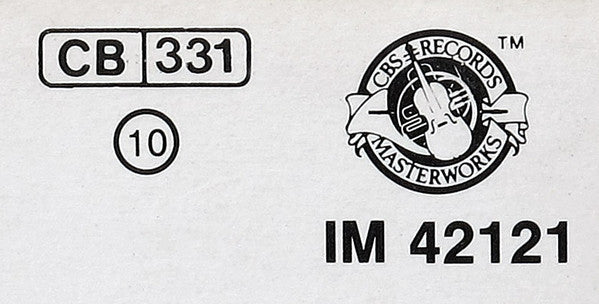 CB 331
10
CBS RECORDS
MASTERWORKS
TM
IM 42121